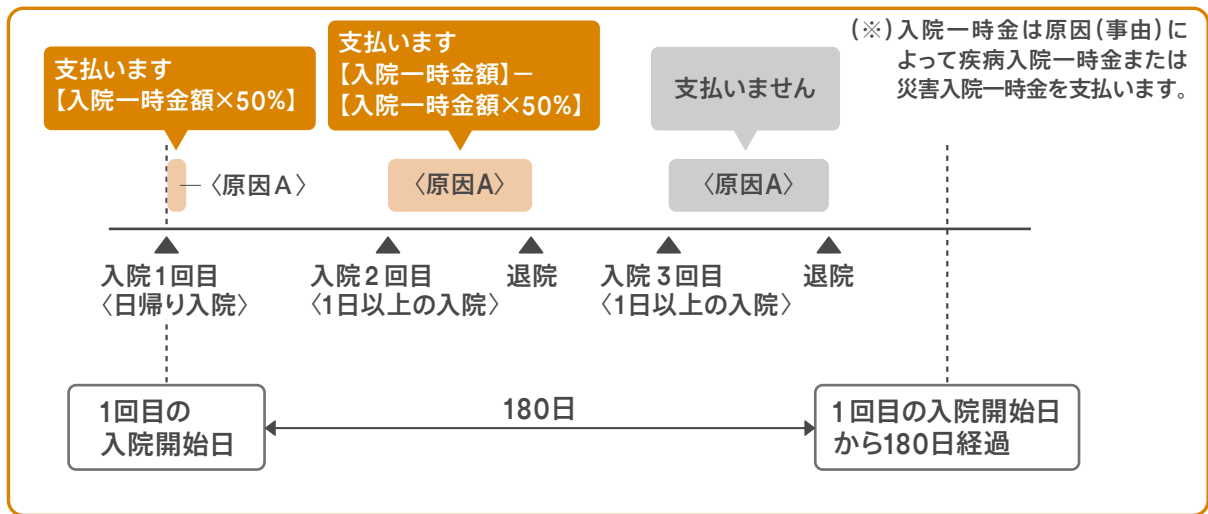 支払います
【入院一時金額×50%】
支払います
【入院一時金額】－
【入院一時金額×50%】
支払いません
(※)入院一時金は原因(事由)に
よって疾病入院一時金または
災害入院一時金を支払います。
〈原因A〉
〈原因A〉
〈原因A〉
入院1回目
〈日帰り入院〉
入院2回目
〈1日以上の入院〉
退院
入院3回目
〈1日以上の入院〉
退院
1回目の
入院開始日
180日
1回目の入院開始日
から180日経過